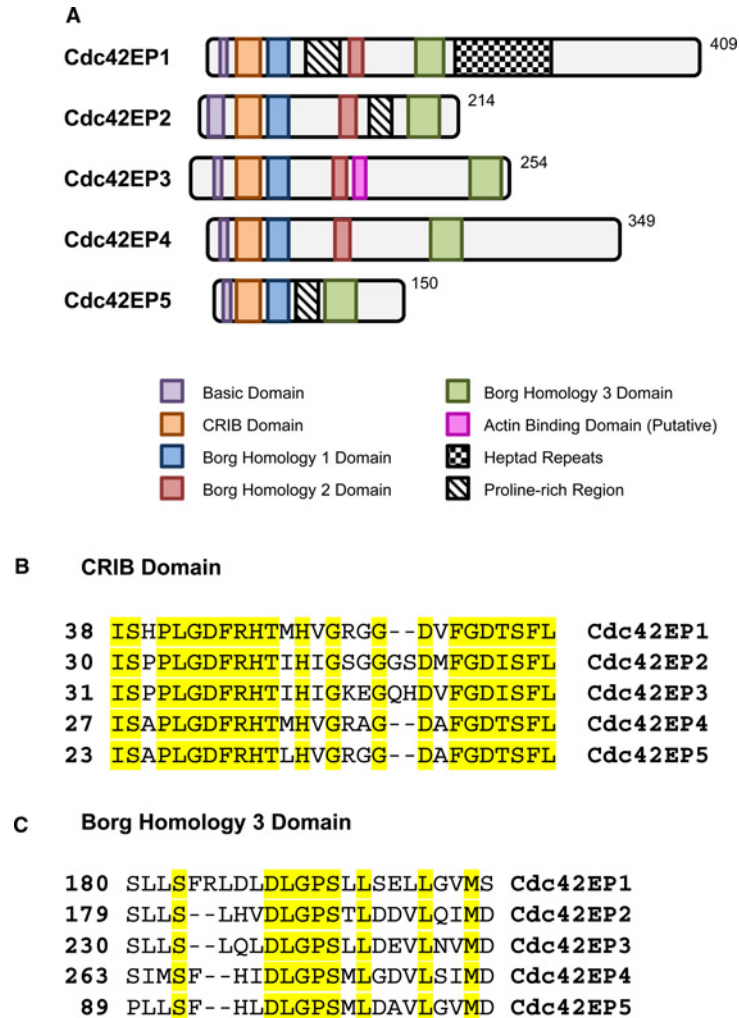 A
Cdc42EP1 409
Cdc42EP2 214
Cdc42EP3 254
Cdc42EP4 349
Cdc42EP5 150
Basic Domain
CRIB Domain
Borg Homology 1 Domain
Borg Homology 2 Domain
Borg Homology 3 Domain
Actin Binding Domain (Putative)
Heptad Repeats
Proline-rich Region
B CRIB Domain
38 ISHPLGDFRHTMHVGRGG--DVFGDTSFL Cdc42EP1
30 ISPPLGDFRHTIHIGSGGGSDMFGDISFL Cdc42EP2
31 ISPPLGDFRHTIHIGKEGQHDVFGDISFL Cdc42EP3
27 ISAPLGDFRHTMHVGRAG--DAFGDTSFL Cdc42EP4
23 ISAPLGDFRHTLHVGRGG--DAFGDTSFL Cdc42EP5
C Borg Homology 3 Domain
180 SLLSFRLDLDLGPSLLSELLGVMS Cdc42EP1
179 SLLS--LHVDLGPSTLDDVLQIMD Cdc42EP2
230 SLLS--LQLDLGPSLLDEVLNVMD Cdc42EP3
263 SIMSF--HIDLGPSMLGDVLSIMD Cdc42EP4
89 PLLSF--HLDLGPSMLDAVLGVMD Cdc42EP5